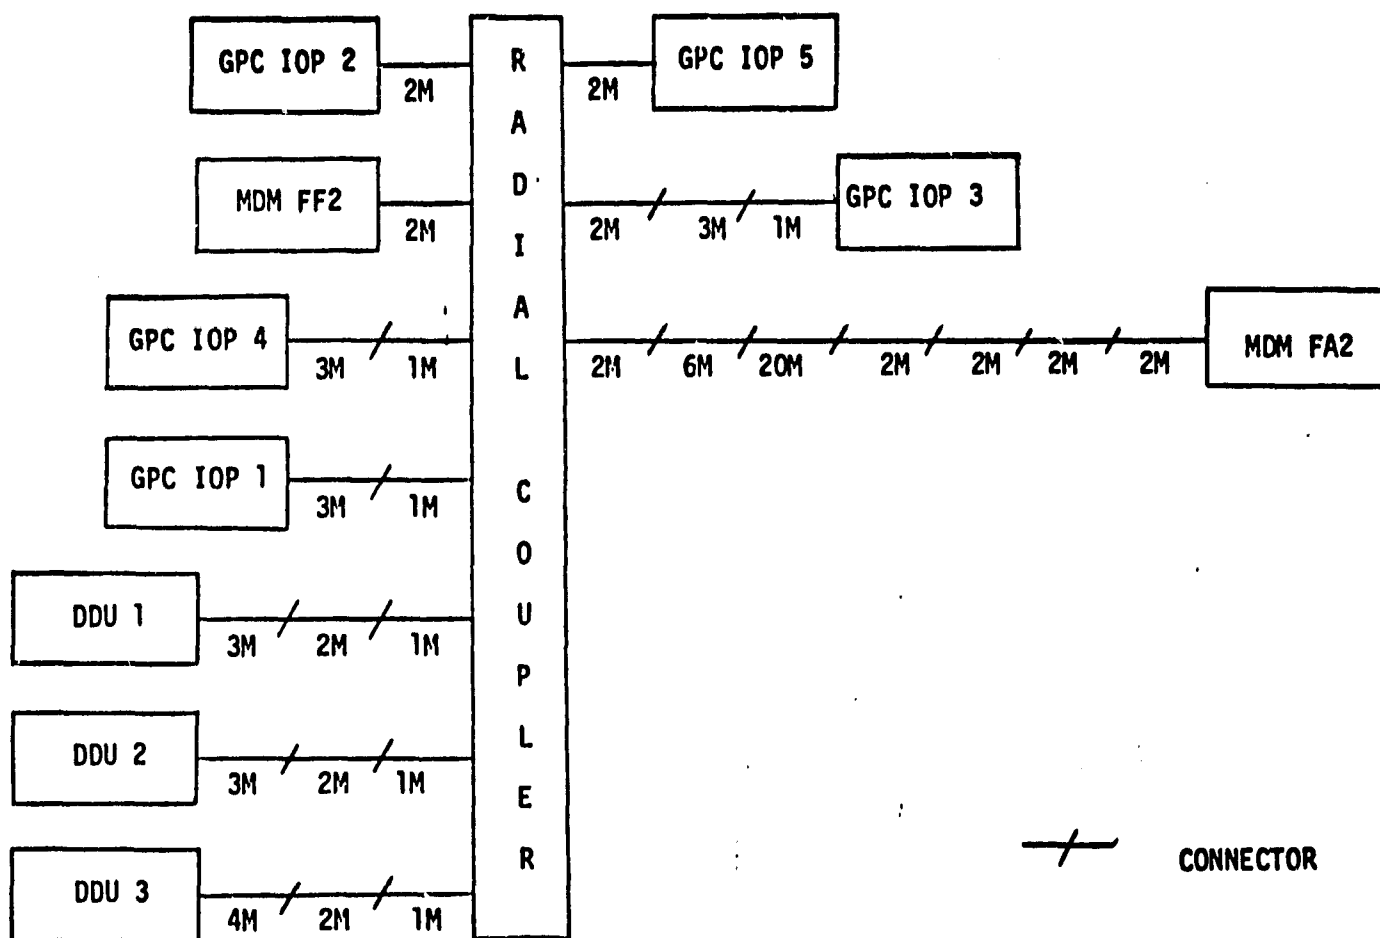 GPC IOP 2
2M
MDM FF2
2M
GPC IOP 4
3M 1M
GPC IOP 1
3M 1M
DDU 1
3M 2M 1M
DDU 2
3M 2M 1M
DDU 3
4M 2M 1M
RADIAL COUPLER
GPC IOP 5
2M
GPC IOP 3
2M 3M 1M
MDM FA2
2M 6M 20M 2M 2M 2M 2M
CONNECTOR